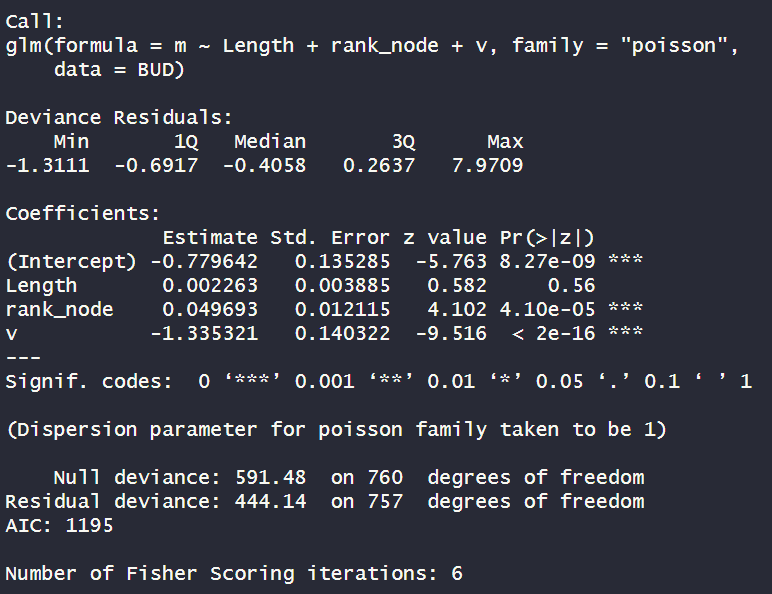 Call:
glm(formula = m ~ Length + rank_node + v, family = "poisson",
    data = BUD)

Deviance Residuals:
    Min       1Q   Median       3Q      Max
-1.3111  -0.6917  -0.4058   0.2637   7.9709

Coefficients:
             Estimate Std. Error z value Pr(>|z|)
(Intercept) -0.779642   0.135285  -5.763 8.27e-09 ***
Length       0.002263   0.003885   0.582     0.56
rank_node    0.049693   0.012115   4.102 4.10e-05 ***
v           -1.335321   0.140322  -9.516  < 2e-16 ***
---
Signif. codes:  0 ‘***’ 0.001 ‘**’ 0.01 ‘*’ 0.05 ‘.’ 0.1 ‘ ’ 1

(Dispersion parameter for poisson family taken to be 1)

    Null deviance: 591.48  on 760  degrees of freedom
Residual deviance: 444.14  on 757  degrees of freedom
AIC: 1195

Number of Fisher Scoring iterations: 6